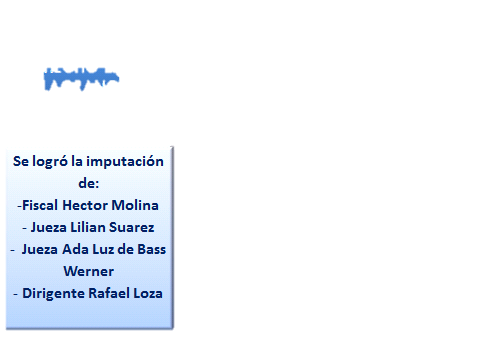 Se logró la imputación
de:
-Fiscal Hector Molina
- Jueza Lilian Suarez
- Jueza Ada Luz de Bass
Werner
- Dirigente Rafael Loza